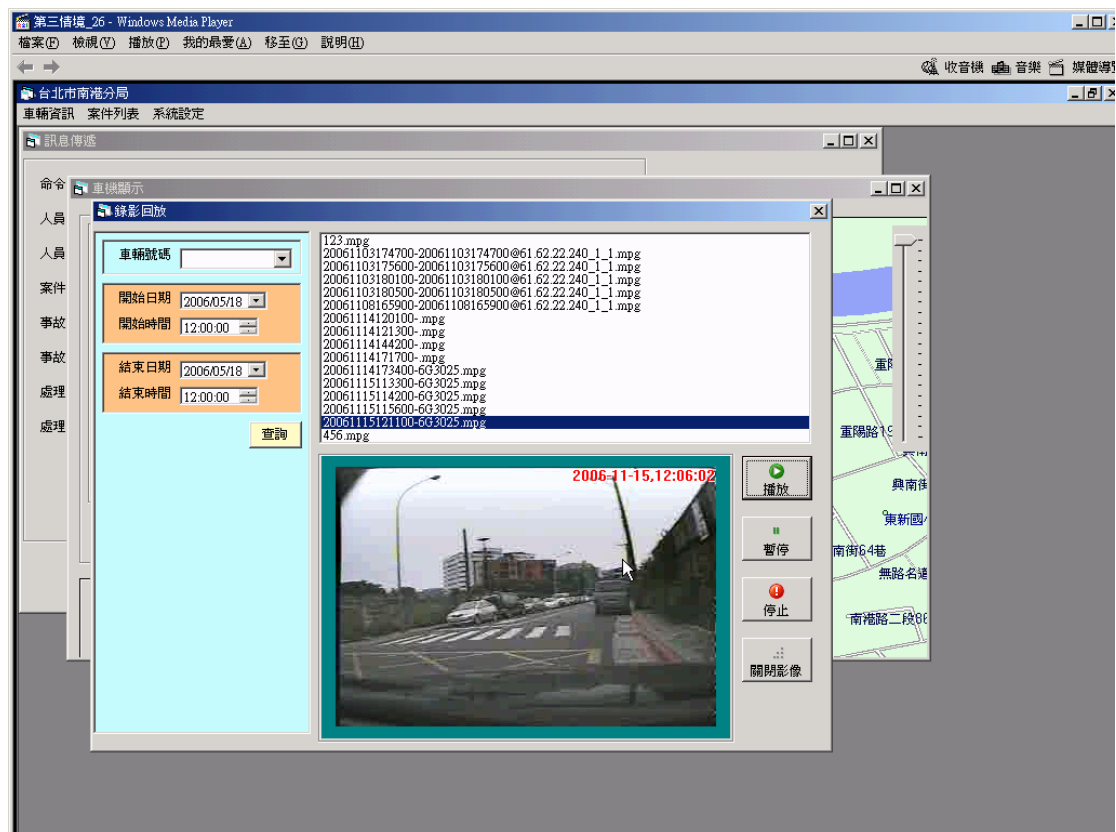 第三情境_26 - Windows Media Player
檔案(F) 檢視(V) 播放(P) 我的最愛(A) 移至(G) 說明(H)
收音機 音樂 媒體導覽
台北市南港分局
車輛資訊 案件列表 系統設定
訊息傳遞
命令
人員
人員
案件
事故
事故
處理
處理
車機顯示
錄影回放
車輛號碼
開始日期 2006/05/18
開始時間 12:00:00
結束日期 2006/05/18
結束時間 12:00:00
查詢
123.mpg
20061103174700-20061103174700@61.62.22.240_1_1.mpg
20061103175600-20061103175600@61.62.22.240_1_1.mpg
20061103180100-20061103180100@61.62.22.240_1_1.mpg
20061103180500-20061103180500@61.62.22.240_1_1.mpg
20061108165900-20061108165900@61.62.22.240_1_1.mpg
20061114120100-.mpg
20061114121300-.mpg
20061114144200-.mpg
20061114171700-.mpg
20061114173400-6G3025.mpg
20061115113300-6G3025.mpg
20061115114200-6G3025.mpg
20061115115600-6G3025.mpg
20061115121100-6G3025.mpg
456.mpg
2006-11-15,12:06:02
播放
暫停
停止
關閉影像
重陽路19
興南街
東新國小
南街64巷
無路名道
南港路二段86